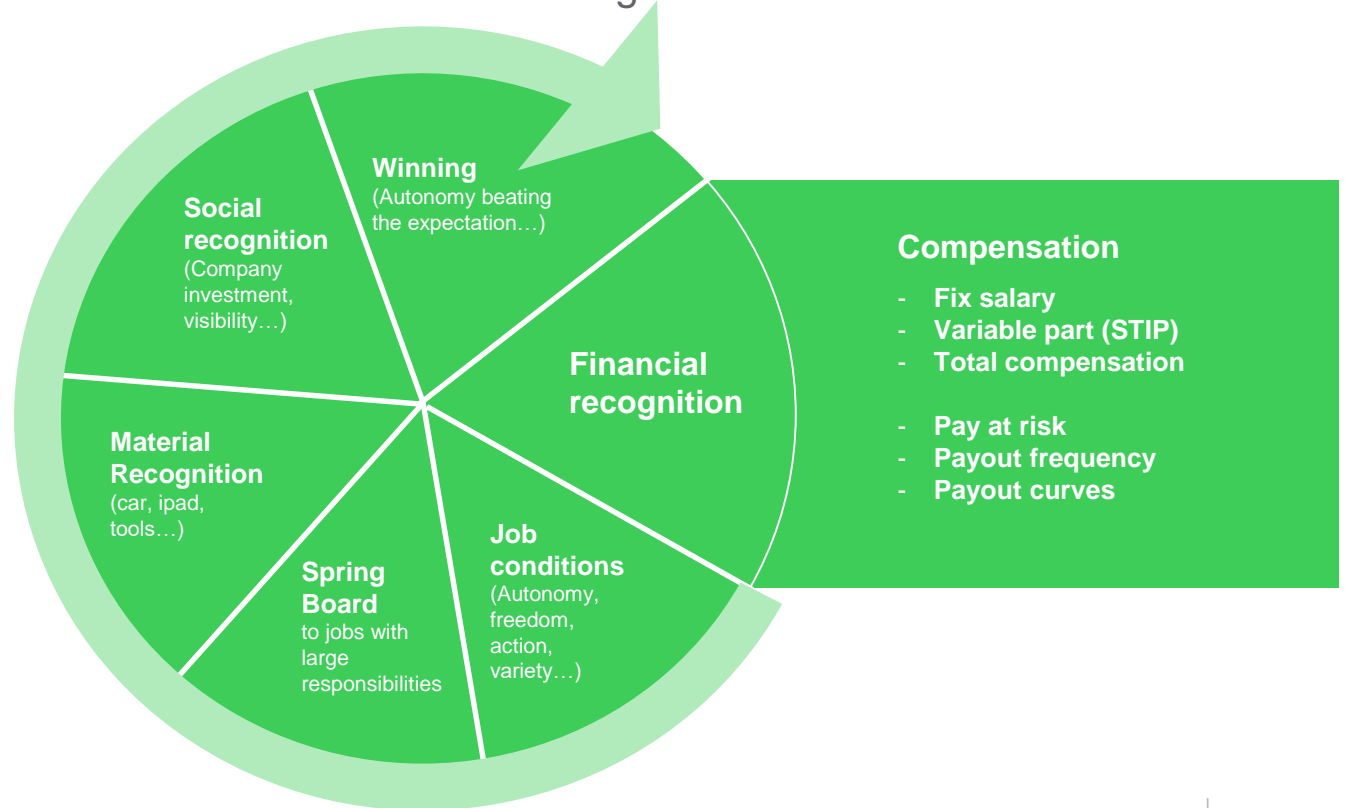 Winning
(Autonomy beating
the expectation…)
Social
recognition
(Company
investment,
visibility…)
Material
Recognition
(car, ipad,
tools…)
Spring
Board
to jobs with
large
responsibilities
Job
conditions
(Autonomy,
freedom,
action,
variety…)
Financial
recognition
Compensation
- Fix salary
- Variable part (STIP)
- Total compensation
- Pay at risk
- Payout frequency
- Payout curves